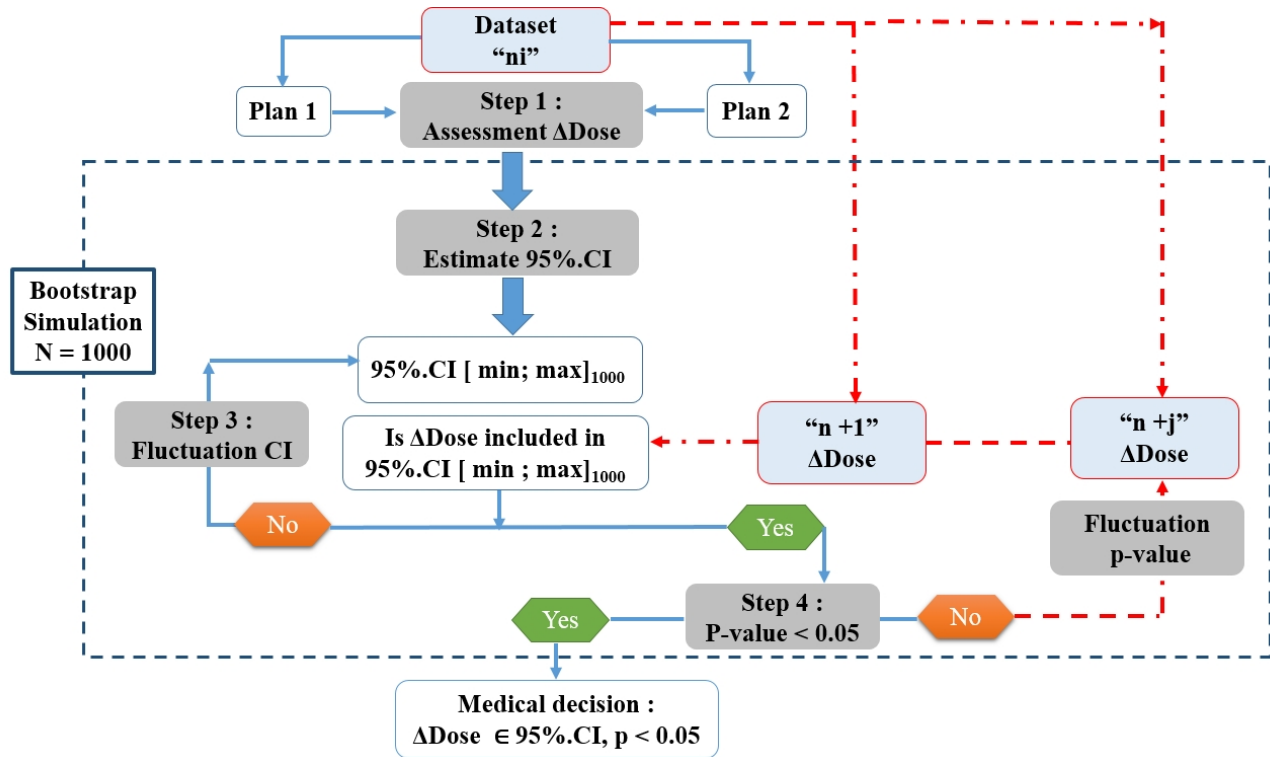 Dataset
“ni”
Plan 1
Step 1 :
Assessment ΔDose
Plan 2
Step 2 :
Estimate 95%.CI
Bootstrap
Simulation
N = 1000
95%.CI [ min; max]1000
Step 3 :
Fluctuation CI
Is ΔDose included in
95%.CI [ min ; max]1000
“n +1”
ΔDose
“n +j”
ΔDose
No
Yes
Fluctuation
p-value
Yes
Step 4 :
P-value < 0.05
No
Medical decision :
ΔDose ∈ 95%.CI, p < 0.05